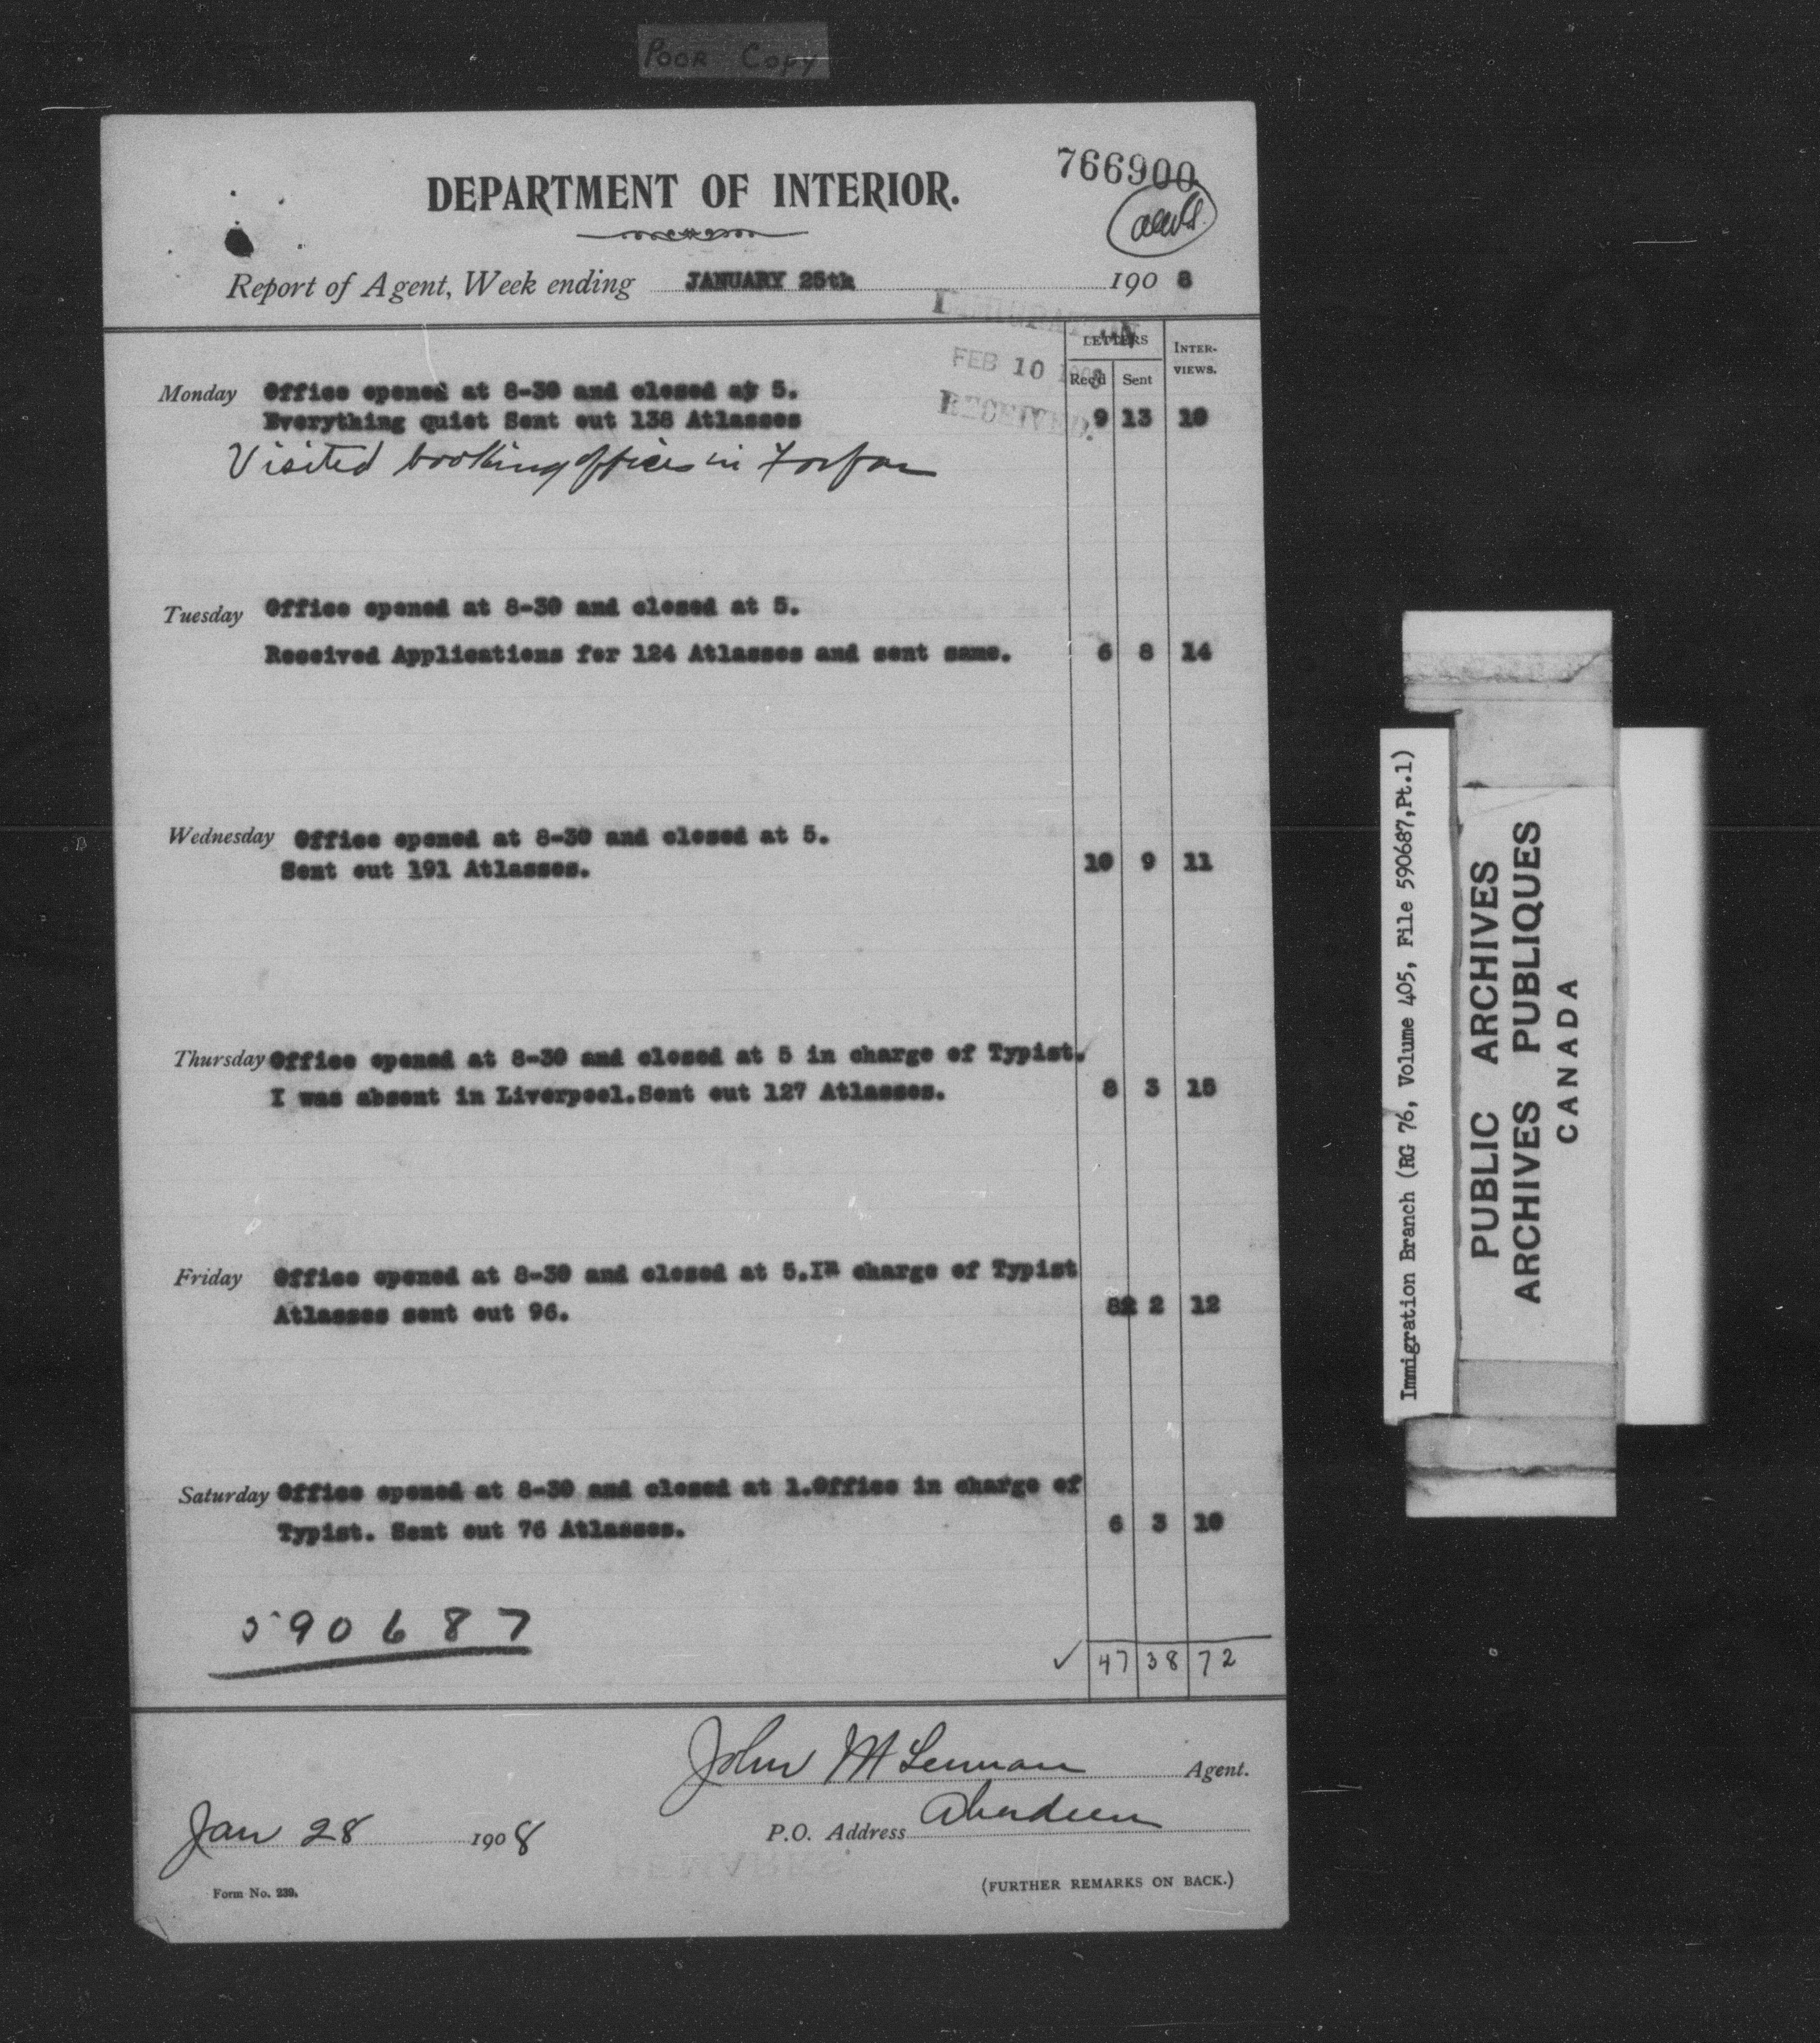 POOR COPY
766900
DEPARTMENT OF INTERIOR.
Report of Agent, Week ending JANUARY 25th 1908
IMMIGRATION
FEB 10 1908
RECEIVED.
LETTERS
Rec'd Sent
INTER-
VIEWS.
Monday Office opened at 8-30 and closed at 5.
Everything quiet Sent out 138 Atlasses 9 13 10
Visited booking offices in Forfar
Tuesday Office opened at 8-30 and closed at 5.
Received Applications for 124 Atlasses and sent same. 6 8 14
Wednesday Office opened at 8-30 and closed at 5.
Sent out 191 Atlasses. 10 9 11
Thursday Office opened at 8-30 and closed at 5 in charge of Typist.
I was absent in Liverpool.Sent out 127 Atlasses. 8 3 15
Friday Office opened at 8-30 and closed at 5.In charge of Typist
Atlasses sent out 96. 8 2 12
Saturday Office opened at 8-30 and closed at 1.Office in charge of
Typist. Sent out 76 Atlasses. 6 3 10
590687
✓ 47 38 72
John McLennan Agent.
Jan 28 1908
P.O. Address Aberdeen
REMARKS.
Form No. 239.
(FURTHER REMARKS ON BACK.)
Immigration Branch (RG 76, Volume 405, File 590687,Pt.1)
PUBLIC ARCHIVES
ARCHIVES PUBLIQUES
CANADA